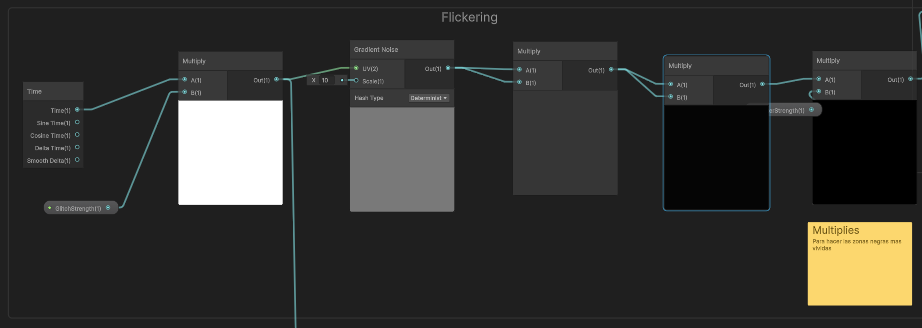 Flickering
Time
Time(1)
Sine Time(1)
Cosine Time(1)
Delta Time(1)
Smooth Delta(1)
GlitchStrength(1)
Multiply
A(1)
B(1)
Out(1)
X 10
Gradient Noise
UV(2)
Scale(1)
Out(1)
Hash Type
Determinist
Multiply
A(1)
B(1)
Out(1)
Multiply
A(1)
B(1)
Out(1)
erStrength(1)
Multiply
A(1)
B(1)
Out(1)
Multiplies
Para hacer las zonas negras mas
vividas